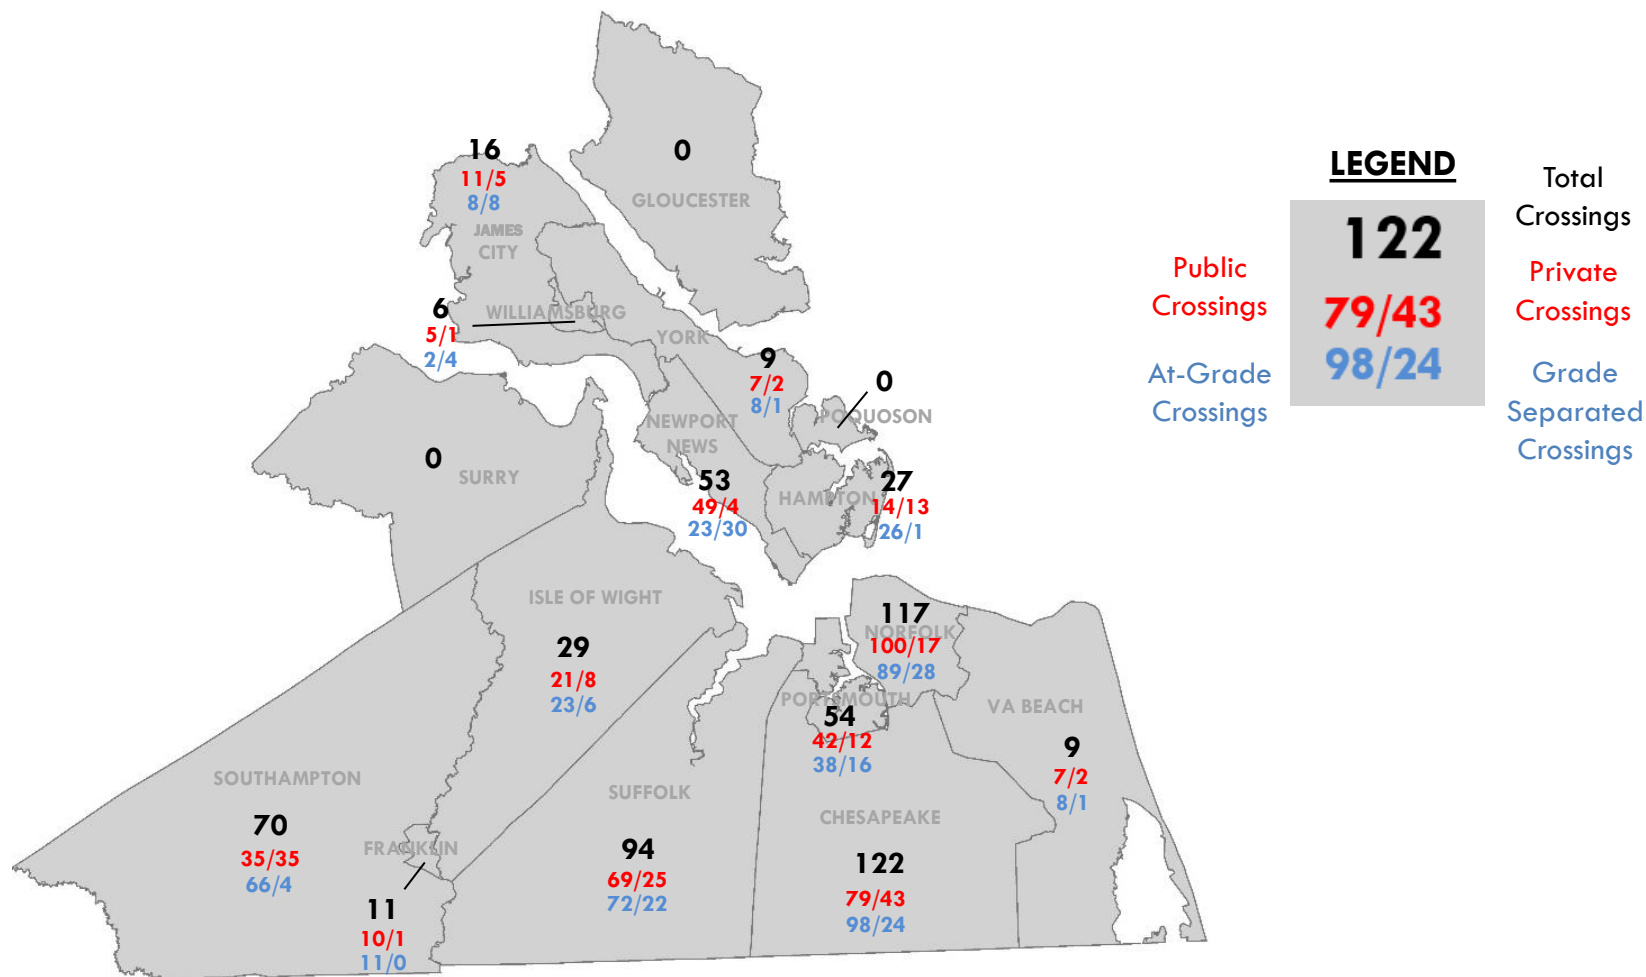 16
11/5
8/8
JAMES
CITY
0
GLOUCESTER
6
5/1
2/4
WILLIAMSBURG
YORK
9
7/2
8/1
0
POQUOSON
NEWPORT
NEWS
53
49/4
23/30
HAMPTON
27
14/13
26/1
0
SURRY
ISLE OF WIGHT
29
21/8
23/6
117
NORFOLK
100/17
89/28
PORTSMOUTH
54
42/12
38/16
VA BEACH
9
7/2
8/1
SOUTHAMPTON
70
35/35
66/4
FRANKLIN
11
10/1
11/0
SUFFOLK
94
69/25
72/22
CHESAPEAKE
122
79/43
98/24
LEGEND
Total
Crossings
122
Public
Crossings
79/43
Private
Crossings
At-Grade
Crossings
98/24
Grade
Separated
Crossings